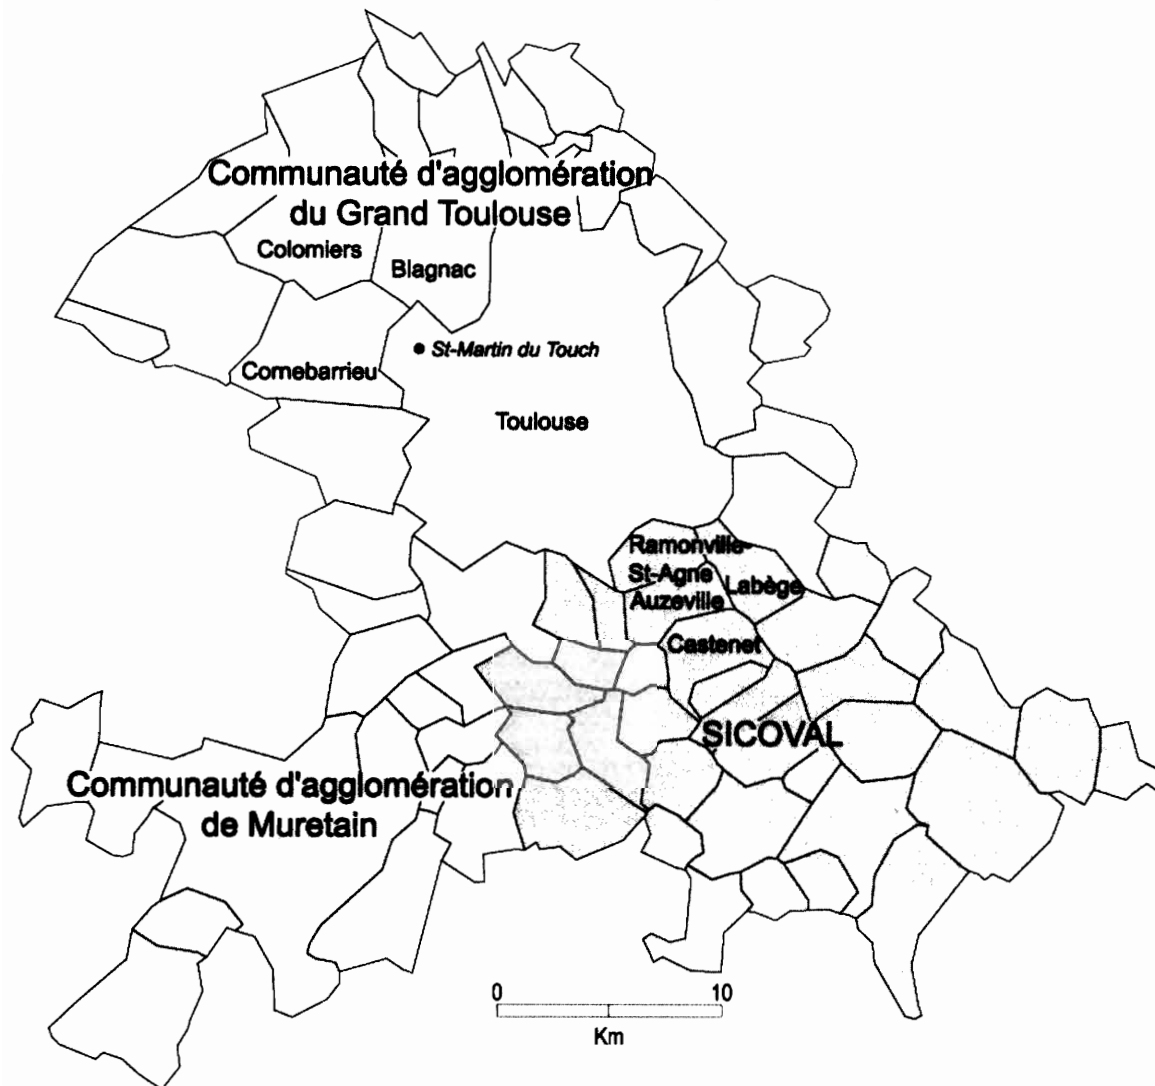 Communauté d'agglomération
du Grand Toulouse
Colomiers
Blagnac
St-Martin du Touch
Cornebarrieu
Toulouse
Ramonville-
St-Agne
Labège
Auzeville
Castenet
SICOVAL
Communauté d'agglomération
de Muretain
0 10
Km